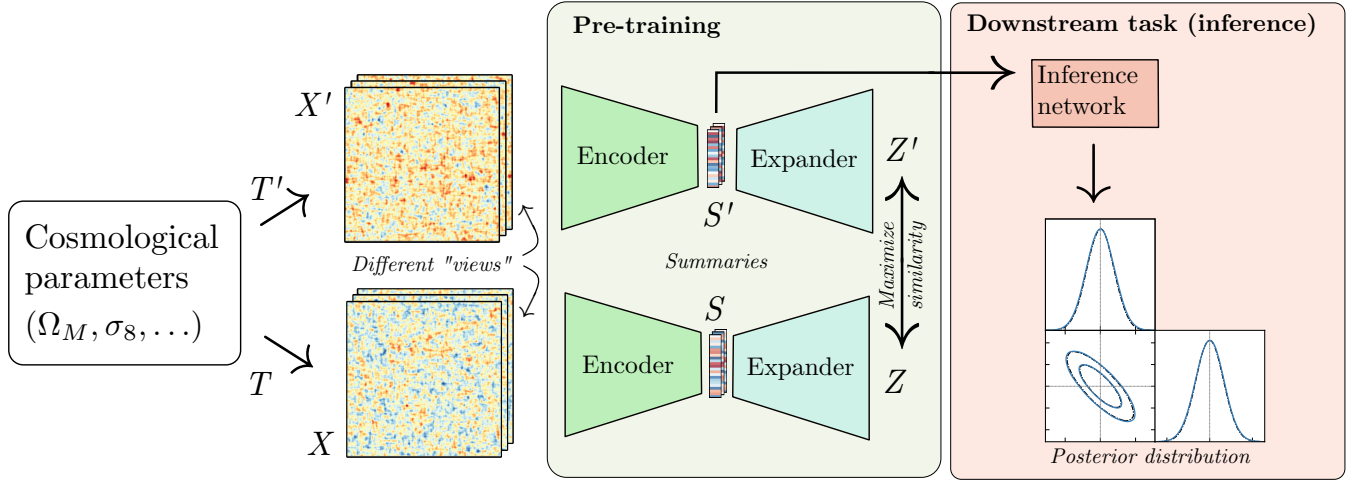 Pre-training
Downstream task (inference)
X′
T′
Cosmological
parameters
(Ω_M, σ_8, …)
T
X
Different "views"
Encoder
S′
Expander
Z′
Summaries
Maximize
similarity
Encoder
S
Expander
Z
Inference
network
Posterior distribution